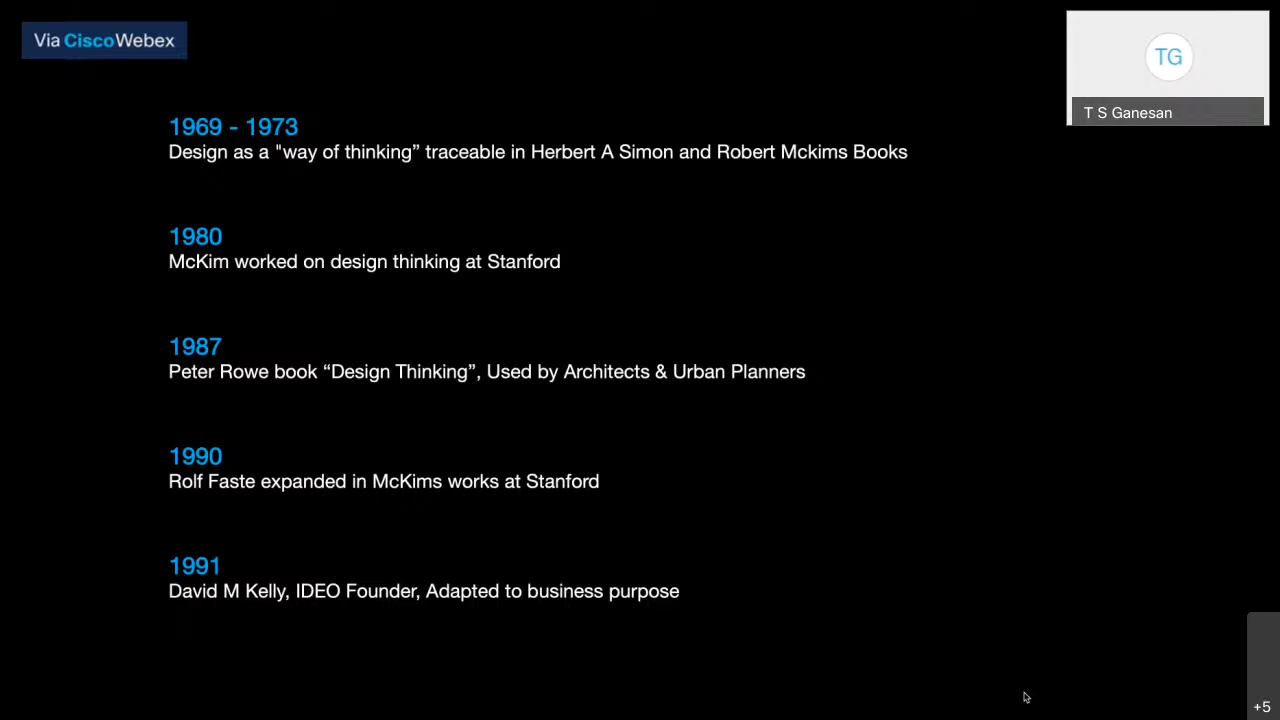 Via CiscoWebex
TG
T S Ganesan
1969 - 1973
Design as a "way of thinking” traceable in Herbert A Simon and Robert Mckims Books
1980
McKim worked on design thinking at Stanford
1987
Peter Rowe book “Design Thinking”, Used by Architects & Urban Planners
1990
Rolf Faste expanded in McKims works at Stanford
1991
David M Kelly, IDEO Founder, Adapted to business purpose
+5